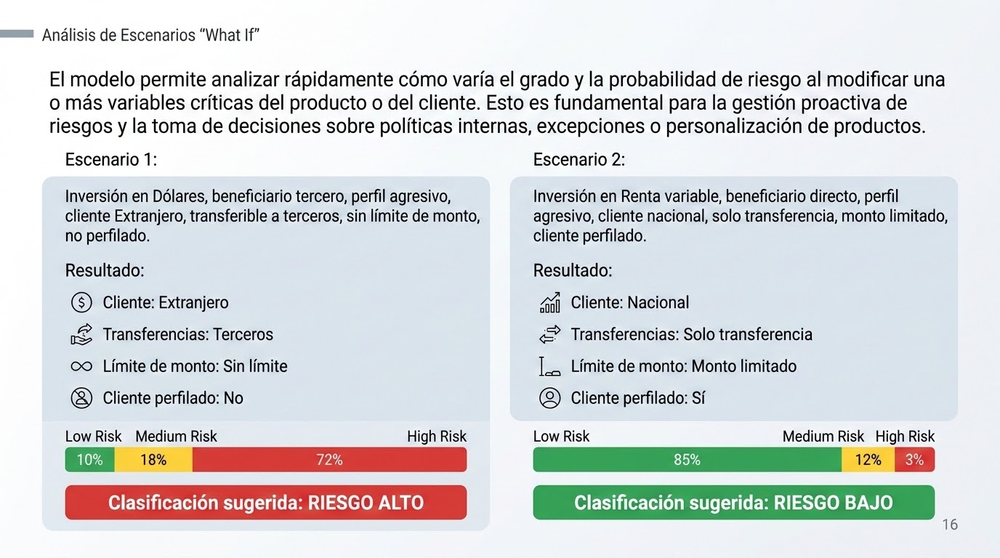 Análisis de Escenarios “What If”
El modelo permite analizar rápidamente cómo varía el grado y la probabilidad de riesgo al modificar una
o más variables críticas del producto o del cliente. Esto es fundamental para la gestión proactiva de
riesgos y la toma de decisiones sobre políticas internas, excepciones o personalización de productos.
Escenario 1:
Inversión en Dólares, beneficiario tercero, perfil agresivo,
cliente Extranjero, transferible a terceros, sin límite de monto,
no perfilado.
Resultado:
$
Cliente: Extranjero
Transferencias: Terceros
Límite de monto: Sin límite
Cliente perfilado: No
Low Risk Medium Risk High Risk
10% 18% 72%
Clasificación sugerida: RIESGO ALTO
Escenario 2:
Inversión en Renta variable, beneficiario directo, perfil
agresivo, cliente nacional, solo transferencia, monto limitado,
cliente perfilado.
Resultado:
Cliente: Nacional
Transferencias: Solo transferencia
Límite de monto: Monto limitado
Cliente perfilado: Sí
Low Risk Medium Risk High Risk
85% 12% 3%
Clasificación sugerida: RIESGO BAJO
16